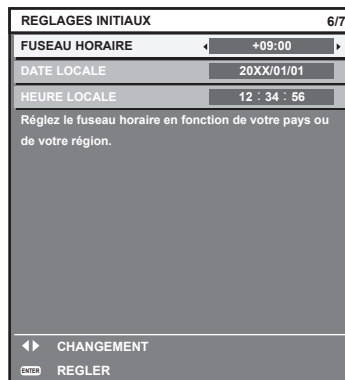 REGLAGES INITIAUX 6/7
FUSEAU HORAIRE +09:00
DATE LOCALE 20XX/01/01
HEURE LOCALE 12 : 34 : 56
Réglez le fuseau horaire en fonction de votre pays ou
de votre région.
CHANGEMENT
ENTER REGLER